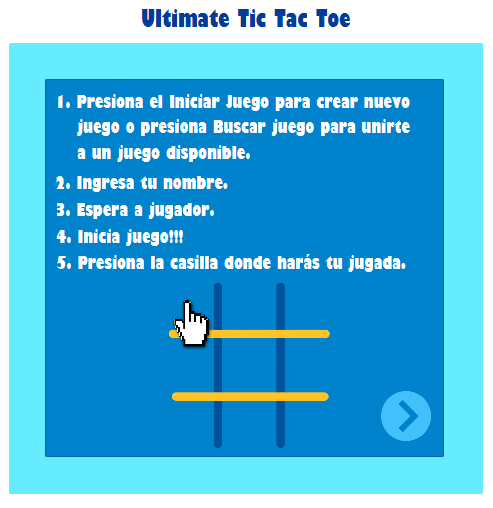 Ultimate Tic Tac Toe
1. Presiona el Iniciar Juego para crear nuevo
juego o presiona Buscar juego para unirte
a un juego disponible.
2. Ingresa tu nombre.
3. Espera a jugador.
4. Inicia juego!!!
5. Presiona la casilla donde harás tu jugada.